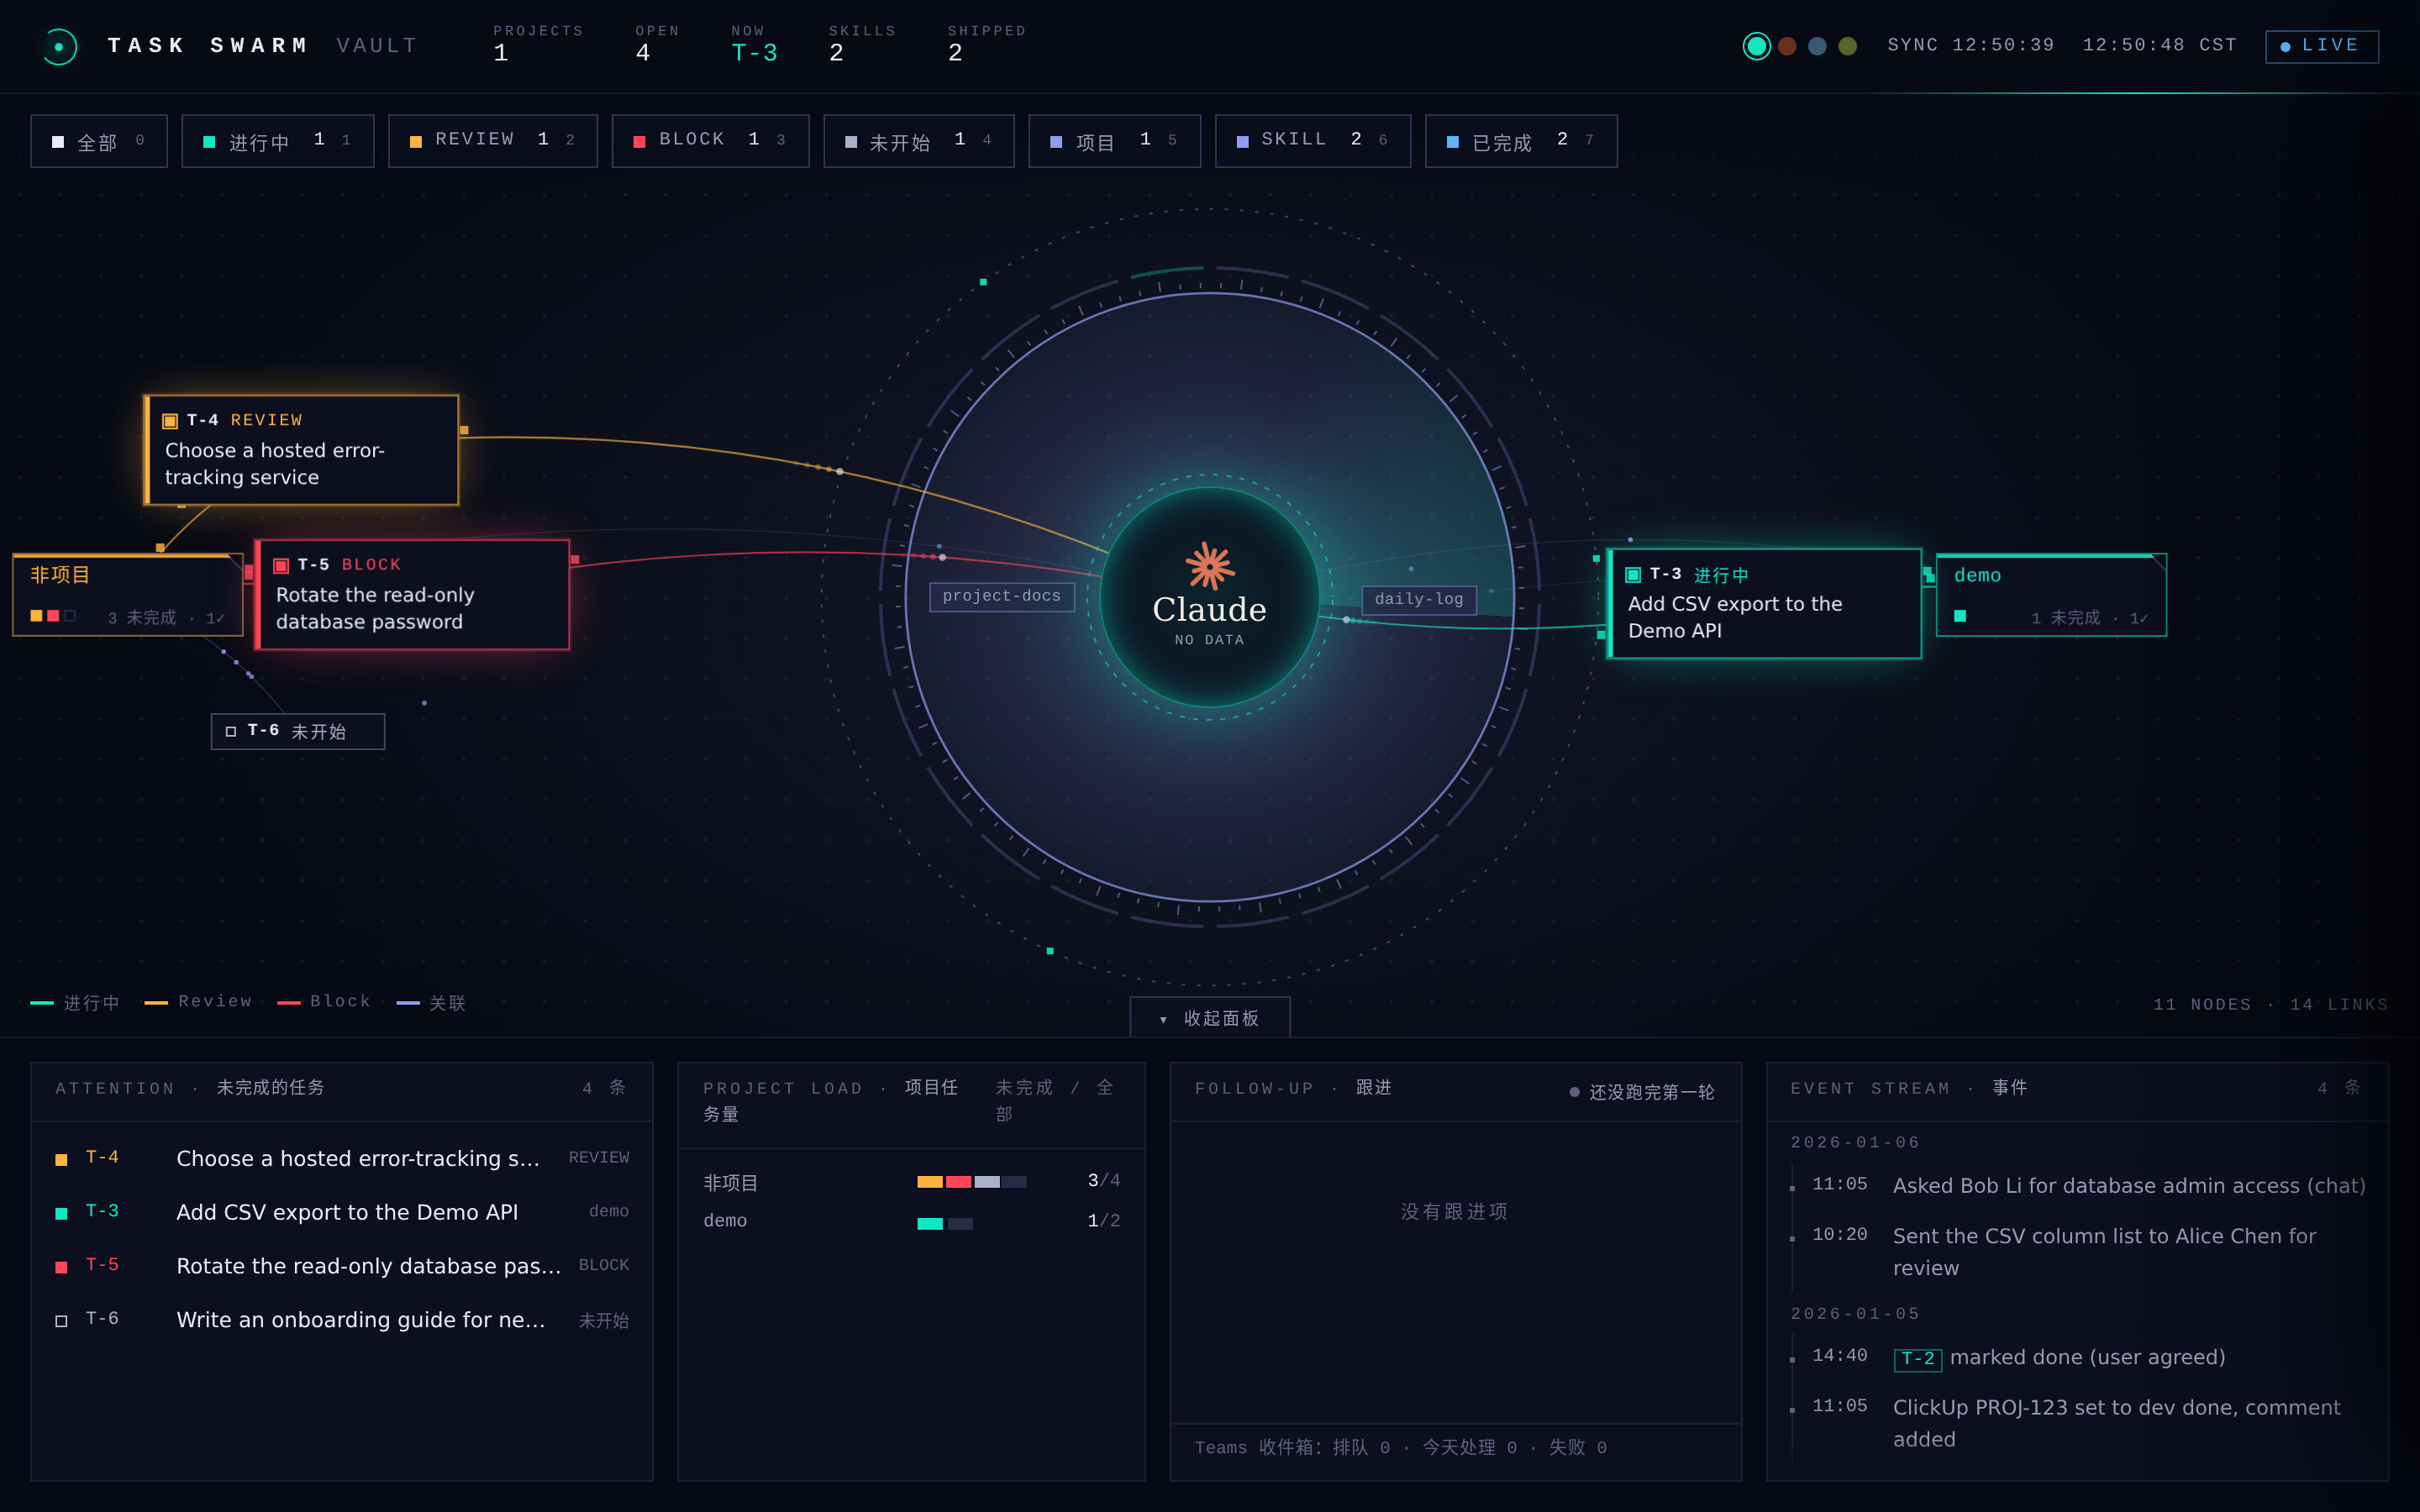 TASK SWARM VAULT
PROJECTS
1
OPEN
4
NOW
T-3
SKILLS
2
SHIPPED
2
SYNC 12:50:39
12:50:48 CST
LIVE
全部 0
进行中 1 1
REVIEW 1 2
BLOCK 1 3
未开始 1 4
项目 1 5
SKILL 2 6
已完成 2 7
T-4 REVIEW
Choose a hosted error-
tracking service
非项目
3 未完成 · 1✓
T-5 BLOCK
Rotate the read-only
database password
T-6 未开始
project-docs
Claude
NO DATA
daily-log
T-3 进行中
Add CSV export to the
Demo API
demo
1 未完成 · 1✓
进行中
Review
Block
关联
▾ 收起面板
11 NODES · 14 LINKS
ATTENTION · 未完成的任务
4 条
T-4 Choose a hosted error-tracking s… REVIEW
T-3 Add CSV export to the Demo API demo
T-5 Rotate the read-only database pas… BLOCK
T-6 Write an onboarding guide for ne… 未开始
PROJECT LOAD · 项目任
务量
未完成 / 全
部
非项目 3/4
demo 1/2
FOLLOW-UP · 跟进
还没跑完第一轮
没有跟进项
Teams 收件箱: 排队 0 · 今天处理 0 · 失败 0
EVENT STREAM · 事件
4 条
2026-01-06
11:05 Asked Bob Li for database admin access (chat)
10:20 Sent the CSV column list to Alice Chen for
review
2026-01-05
14:40 T-2 marked done (user agreed)
11:05 ClickUp PROJ-123 set to dev done, comment
added